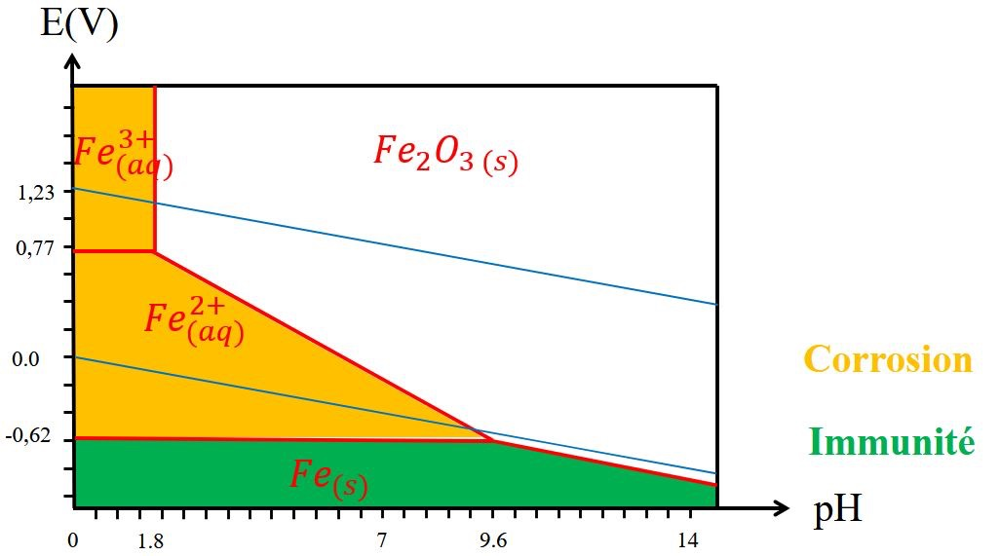 E(V)
Fe³⁺(aq)
Fe₂O₃ (s)
1,23
0,77
Fe²⁺(aq)
0.0
Corrosion
-0.62
Immunité
Fe(s)
pH
0 1.8 7 9.6 14